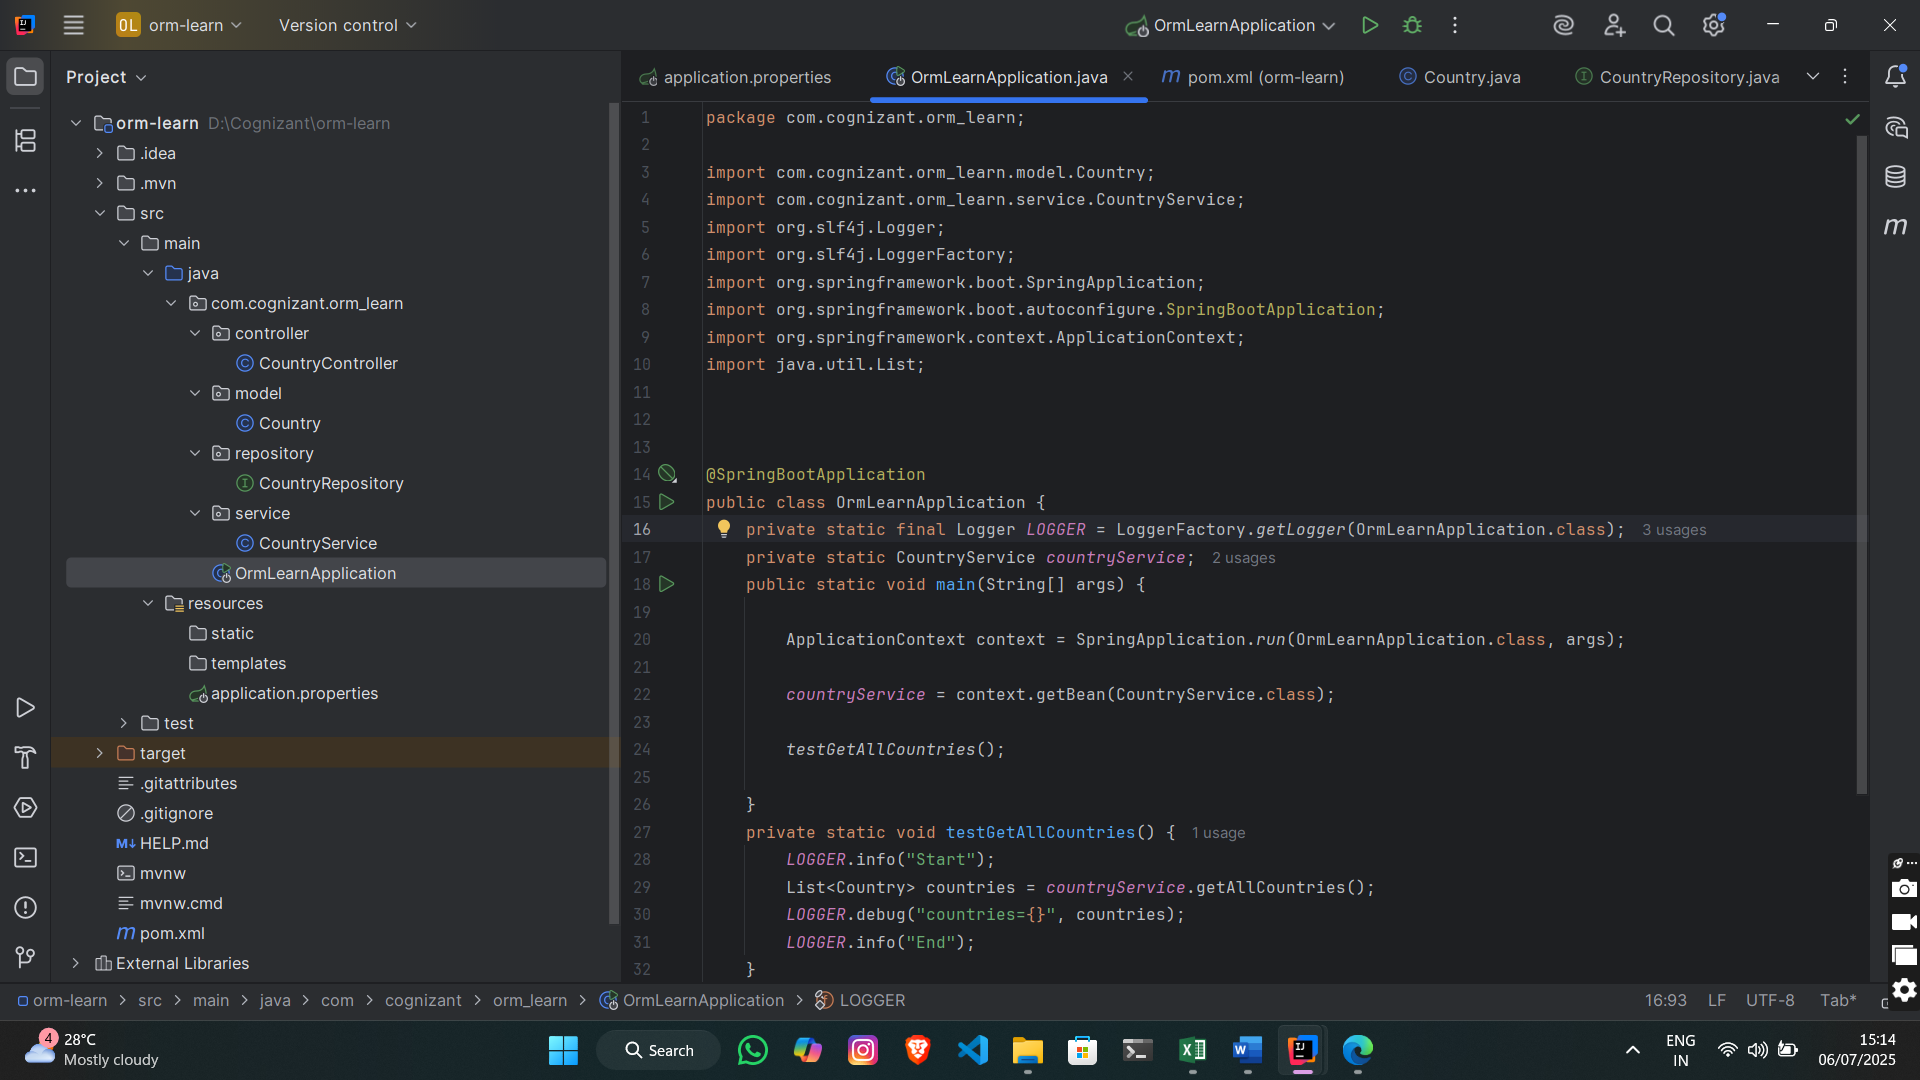 OL orm-learn Version control OrmLearnApplication
Project
application.properties OrmLearnApplication.java pom.xml (orm-learn) Country.java CountryRepository.java
orm-learn D:\Cognizant\orm-learn
.idea
.mvn
src
main
java
com.cognizant.orm_learn
controller
CountryController
model
Country
repository
CountryRepository
service
CountryService
OrmLearnApplication
resources
static
templates
application.properties
test
target
.gitattributes
.gitignore
M↓ HELP.md
mvnw
mvnw.cmd
pom.xml
External Libraries
1 package com.cognizant.orm_learn;
2
3 import com.cognizant.orm_learn.model.Country;
4 import com.cognizant.orm_learn.service.CountryService;
5 import org.slf4j.Logger;
6 import org.slf4j.LoggerFactory;
7 import org.springframework.boot.SpringApplication;
8 import org.springframework.boot.autoconfigure.SpringBootApplication;
9 import org.springframework.context.ApplicationContext;
10 import java.util.List;
11
12
13
14 @SpringBootApplication
15 public class OrmLearnApplication {
16 private static final Logger LOGGER = LoggerFactory.getLogger(OrmLearnApplication.class); 3 usages
17 private static CountryService countryService; 2 usages
18 public static void main(String[] args) {
19
20 ApplicationContext context = SpringApplication.run(OrmLearnApplication.class, args);
21
22 countryService = context.getBean(CountryService.class);
23
24 testGetAllCountries();
25
26 }
27 private static void testGetAllCountries() { 1 usage
28 LOGGER.info("Start");
29 List<Country> countries = countryService.getAllCountries();
30 LOGGER.debug("countries={}", countries);
31 LOGGER.info("End");
32 }
orm-learn > src > main > java > com > cognizant > orm_learn > OrmLearnApplication > LOGGER 16:93 LF UTF-8 Tab*
4 28°C
Mostly cloudy
Search
ENG
IN
15:14
06/07/2025